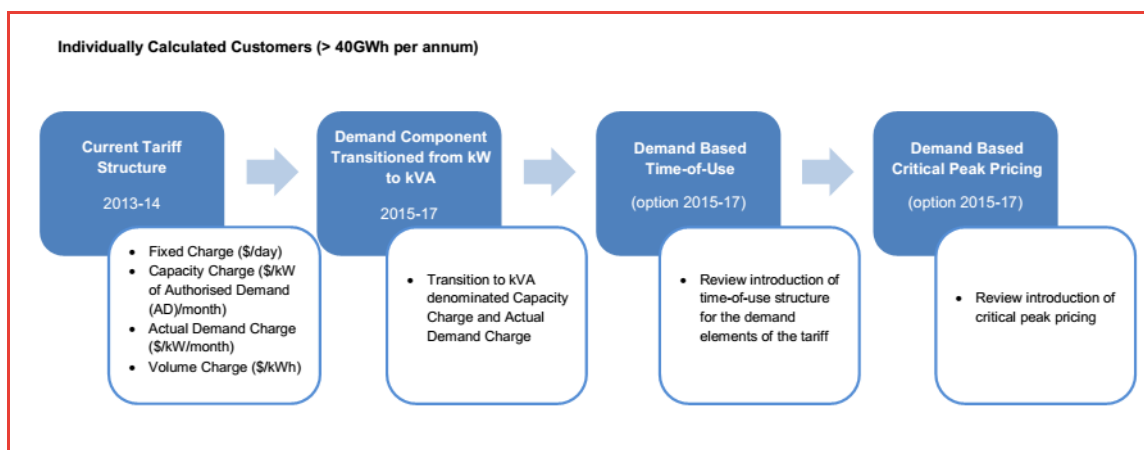 Individually Calculated Customers (> 40GWh per annum)
Current Tariff
Structure
2013-14
• Fixed Charge ($/day)
• Capacity Charge ($/kW
of Authorised Demand
(AD)/month)
• Actual Demand Charge
($/kW/month)
• Volume Charge ($/kWh)
Demand Component
Transitioned from kW
to kVA
2015-17
• Transition to kVA
denominated Capacity
Charge and Actual
Demand Charge
Demand Based
Time-of-Use
(option 2015-17)
• Review introduction of
time-of-use structure
for the demand
elements of the tariff
Demand Based
Critical Peak Pricing
(option 2015-17)
• Review introduction of
critical peak pricing